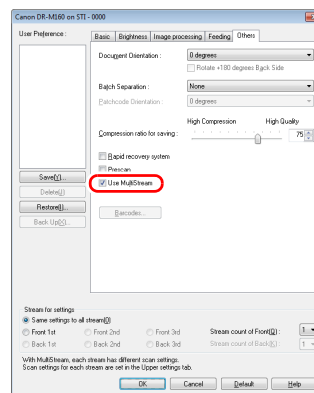 Canon DR-M160 on STI - 0000
User Preference :
Basic Brightness Image processing Feeding Others
Document Orientation : 0 degrees
Rotate +180 degrees Back Side
Batch Separation : None
Patchcode Orientation : 0 degrees
High Compression High Quality
Compression ratio for saving : 75
Rapid recovery system
Prescan
Use MultiStream
Barcodes...
Save(Y)...
Delete(J)
Restore(L)...
Back Up(X)...
Stream for settings
Same settings to all stream(O)
Front 1st Front 2nd Front 3rd Stream count of Front(Q) : 1
Back 1st Back 2nd Back 3rd Stream count of Back(K) : 1
With MultiStream, each stream has different scan settings.
Scan settings for each stream are set in the Upper settings tab.
OK Cancel Default Help